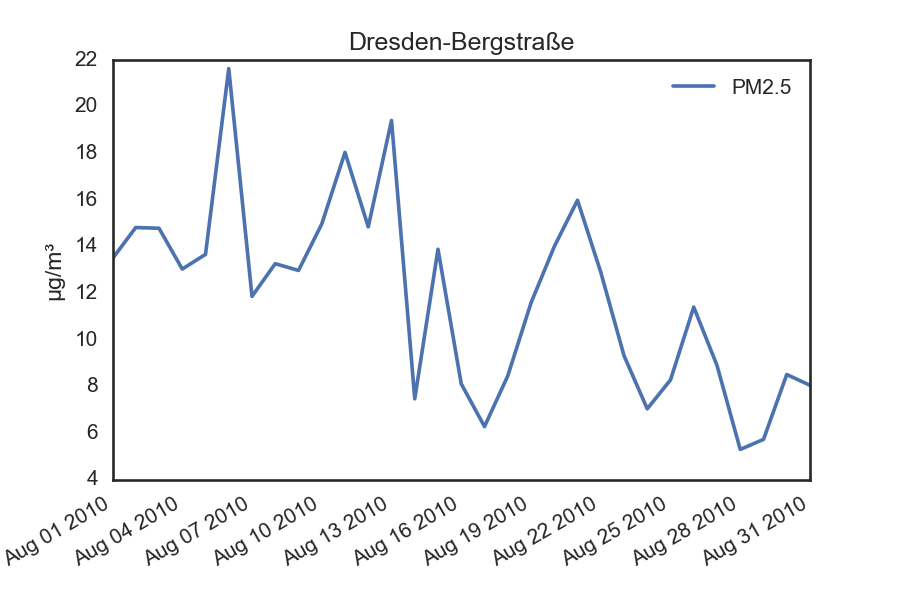 Dresden-Bergstraße
22
20
18
16
14
12
10
8
6
4
µg/m³
PM2.5
Aug 01 2010
Aug 04 2010
Aug 07 2010
Aug 10 2010
Aug 13 2010
Aug 16 2010
Aug 19 2010
Aug 22 2010
Aug 25 2010
Aug 28 2010
Aug 31 2010